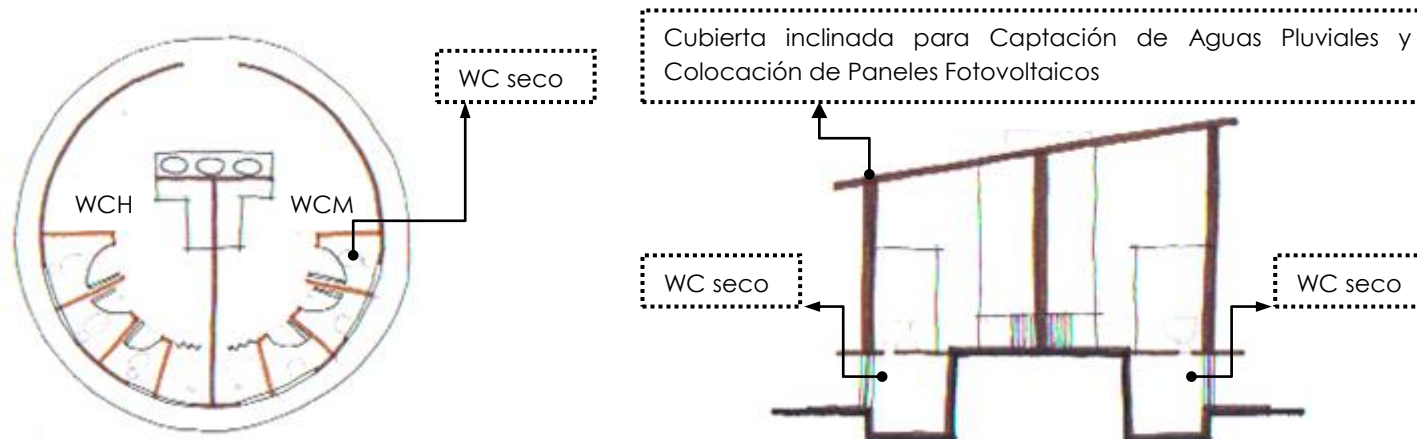 WC seco
WCH
WCM
Cubierta inclinada para Captación de Aguas Pluviales y
Colocación de Paneles Fotovoltaicos
WC seco
WC seco